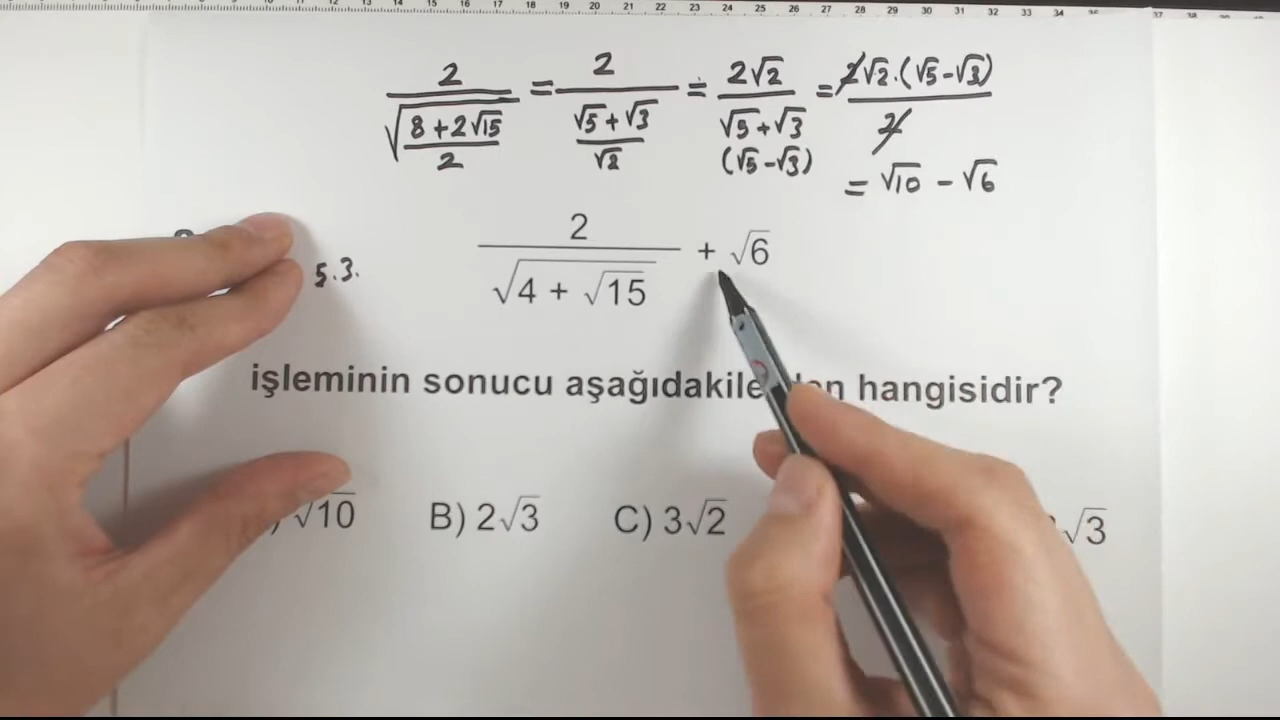 2/√((8+2√15)/2) = 2/((√5+√3)/√2) = 2√2/(√5+√3) = 2√2.(√5-√3)/2
(√5-√3)
= √10 - √6
5.3.
2/√(4 + √15) + √6
işleminin sonucu aşağıdakile hangisidir?
√10 B) 2√3 C) 3√2 √3